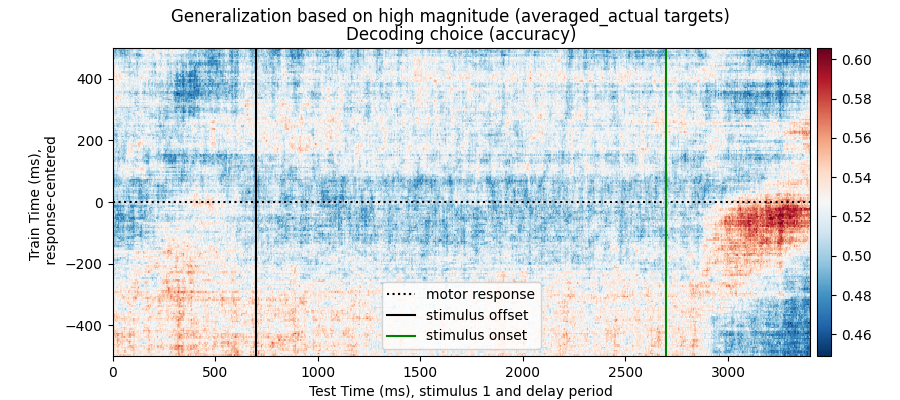 Generalization based on high magnitude (averaged_actual targets)
Decoding choice (accuracy)
Train Time (ms),
response-centered
400
200
0
−200
−400
motor response
stimulus offset
stimulus onset
0
500
1000
1500
2000
2500
3000
Test Time (ms), stimulus 1 and delay period
0.60
0.58
0.56
0.54
0.52
0.50
0.48
0.46